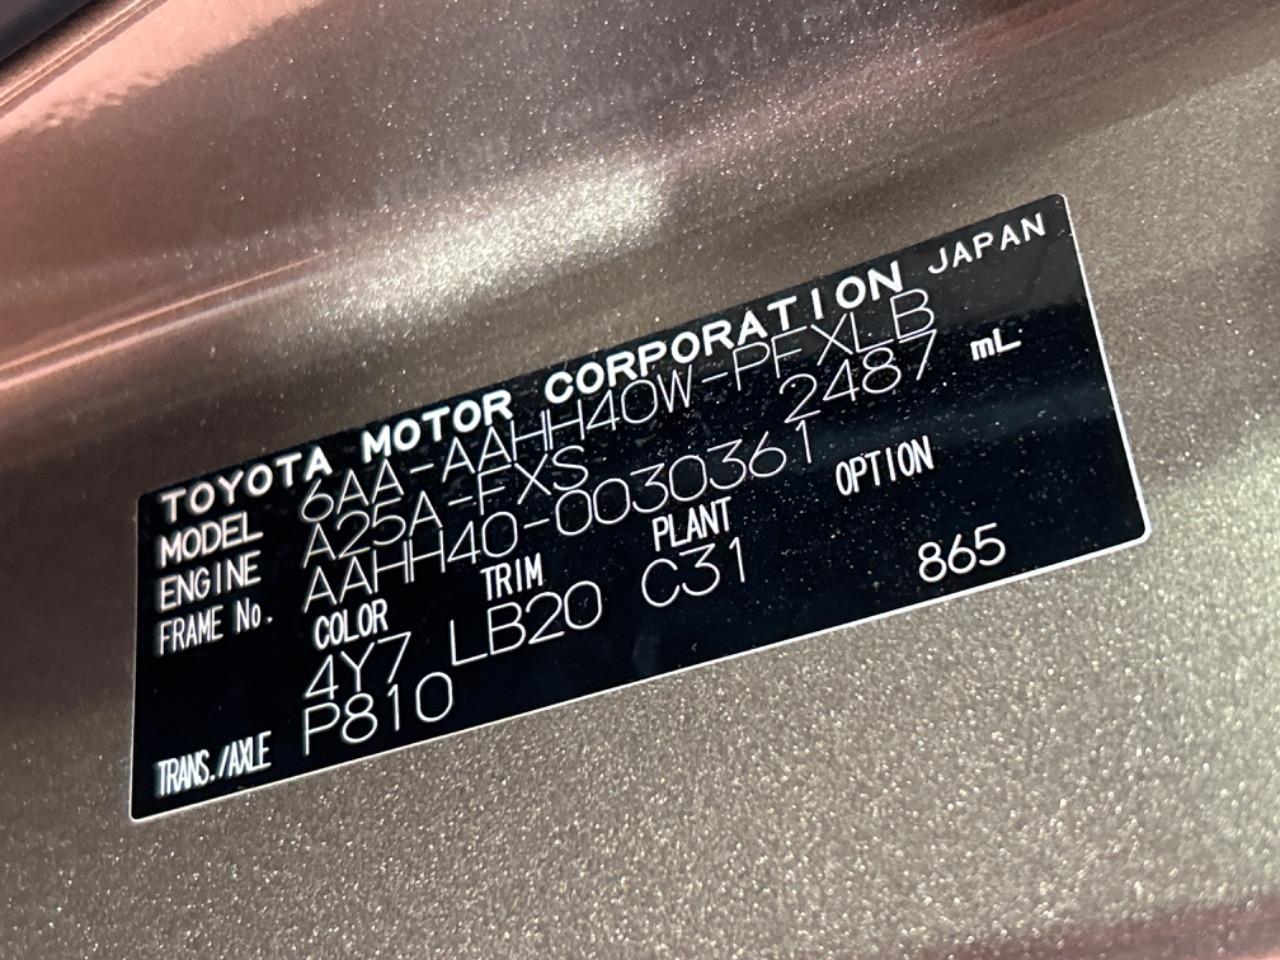 TOYOTA MOTOR CORPORATION JAPAN
MODEL 6AA-AAHH40W-PFXLB
ENGINE A25A-FXS 2487 mL
FRAME No. AAHH40-0030361
COLOR TRIM PLANT OPTION
4Y7 LB20 C31 865
TRANS./AXLE P810